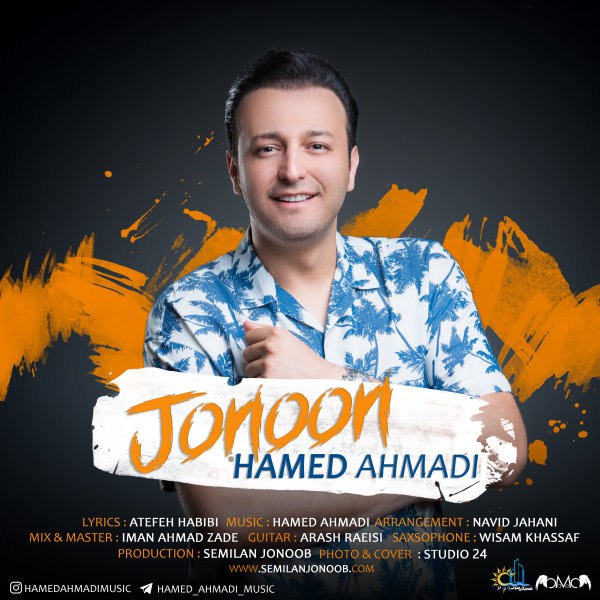 Jonoon
HAMED AHMADI
LYRICS : ATEFEH HABIBI MUSIC : HAMED AHMADI ARRANGEMENT : NAVID JAHANI
MIX & MASTER : IMAN AHMAD ZADE GUITAR : ARASH RAEISI SAXSOPHONE : WISAM KHASSAF
PRODUCTION : SEMILAN JONOOB PHOTO & COVER : STUDIO 24
WWW.SEMILANJONOOB.COM
HAMEDAHMADIMUSIC HAMED_AHMADI_MUSIC